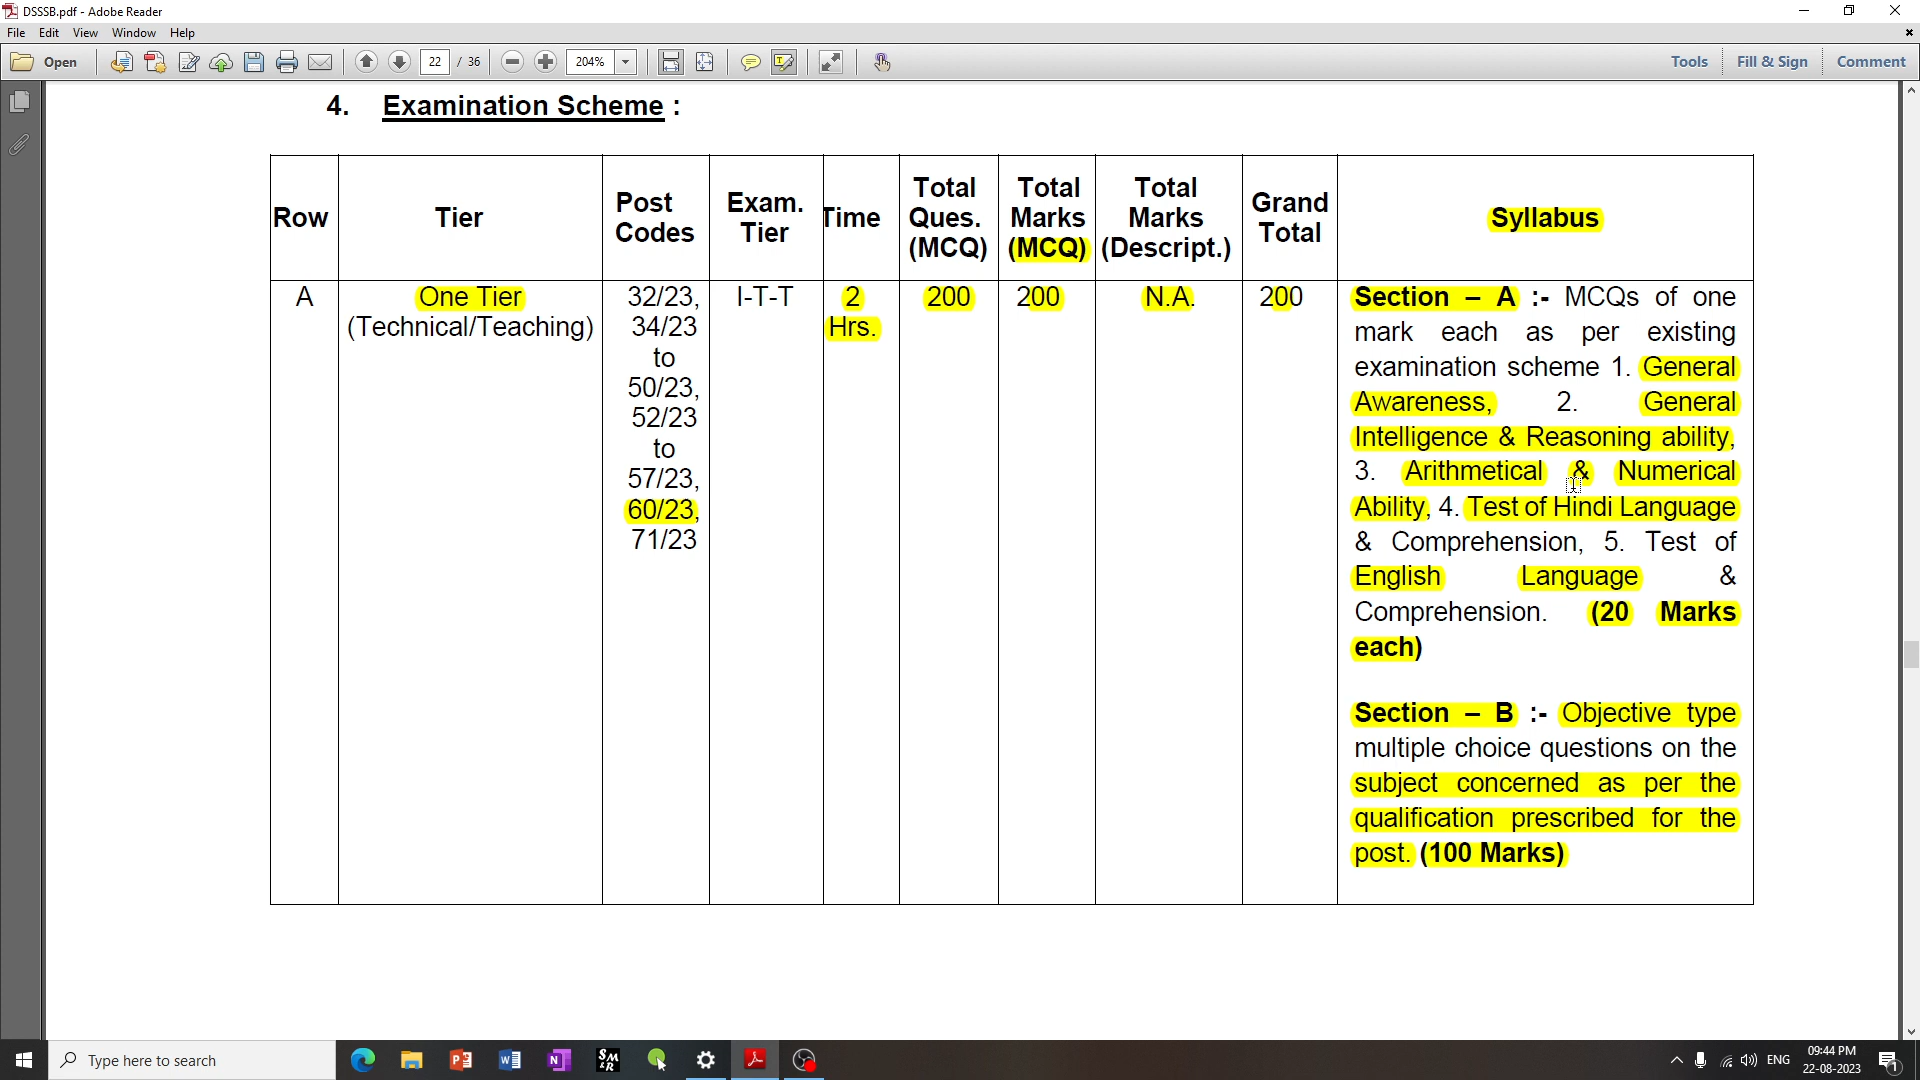 DSSSB.pdf - Adobe Reader
File Edit View Window Help
Open 22 / 36 204% Tools Fill & Sign Comment
4. Examination Scheme :
Row
Tier
Post
Codes
Exam.
Tier
Time
Total
Ques.
(MCQ)
Total
Marks
(MCQ)
Total
Marks
(Descript.)
Grand
Total
Syllabus
A
One Tier
(Technical/Teaching)
32/23,
34/23
to
50/23,
52/23
to
57/23,
60/23,
71/23
I-T-T
2
Hrs.
200
200
N.A.
200
Section – A :- MCQs of one
mark each as per existing
examination scheme 1. General
Awareness, 2. General
Intelligence & Reasoning ability,
3. Arithmetical & Numerical
Ability, 4. Test of Hindi Language
& Comprehension, 5. Test of
English Language &
Comprehension. (20 Marks
each)
Section – B :- Objective type
multiple choice questions on the
subject concerned as per the
qualification prescribed for the
post. (100 Marks)
Type here to search
ENG
09:44 PM
22-08-2023
1